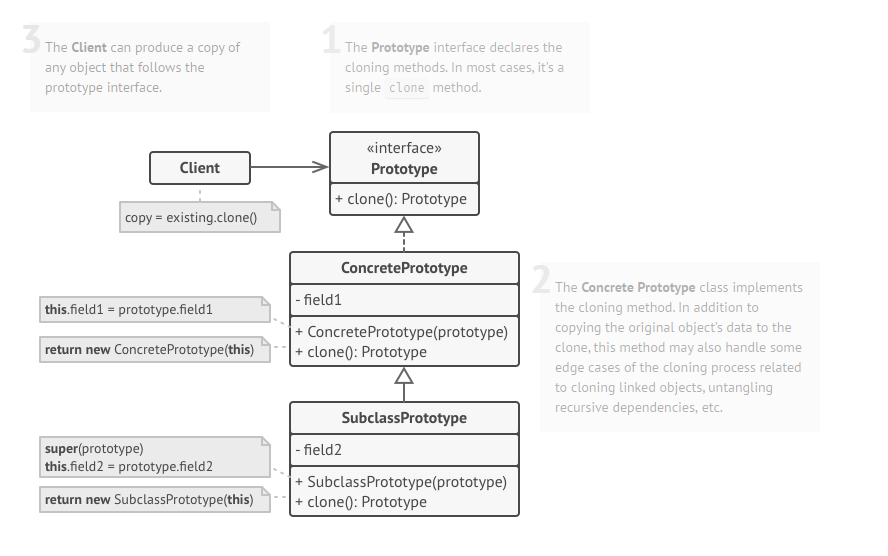 3
The Client can produce a copy of
any object that follows the
prototype interface.
1
The Prototype interface declares the
cloning methods. In most cases, it's a
single clone method.
«interface»
Prototype
+ clone(): Prototype
Client
copy = existing.clone()
ConcretePrototype
- field1
+ ConcretePrototype(prototype)
+ clone(): Prototype
this.field1 = prototype.field1
return new ConcretePrototype(this)
2
The Concrete Prototype class implements
the cloning method. In addition to
copying the original object's data to the
clone, this method may also handle some
edge cases of the cloning process related
to cloning linked objects, untangling
recursive dependencies, etc.
SubclassPrototype
- field2
+ SubclassPrototype(prototype)
+ clone(): Prototype
super(prototype)
this.field2 = prototype.field2
return new SubclassPrototype(this)